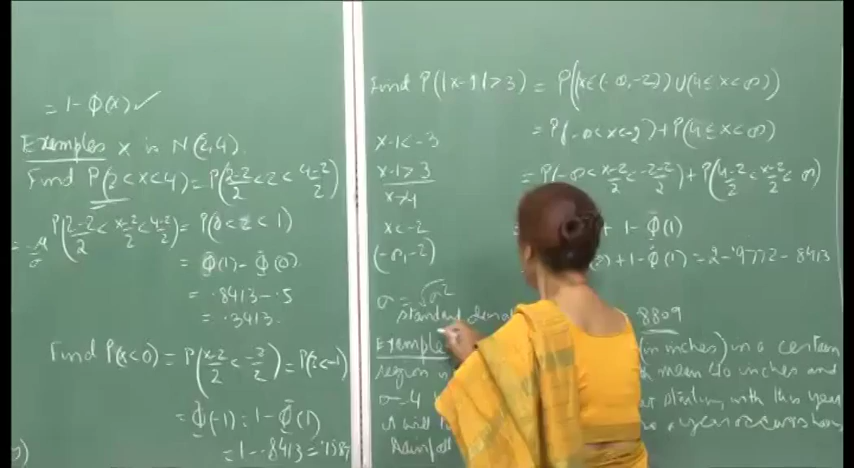 = 1 - Φ(x) ✓
Examples X is N(2,4).
Find P(2<x<4) = P(2-2/2 < z < 4-2/2)
P(2-2/2 < x-2/2 < 4-2/2) = P(0 < z < 1)
= Φ(1) - Φ(0)
= .8413 - .5
= .3413.
Find P(x<0) = P(x-2/2 < -2/2) = P(z<-1)
= Φ(-1) = 1 - Φ(1)
= 1 - .8413 = .1587
Find P(|x-1|>3) = P(x∈(-∞,-2)) ∪ (4≤x<∞))
x-1<-3
x-1>3
x>4
x<-2
(-∞,-2)
= P(-∞<x<-2) + P(4≤x<∞)
= P(-∞ < x-2/2 < -2-2/2) + P(4-2/2 < x-2/2 < ∞)
+ 1 - Φ(1)
(2) + 1 - Φ(1) = 2 - .9772 - .8413
σ = √σ²
standard
8809
Example (in inches) in a certain
region mean 40 inches and
σ = 4 starting with this year
it will a year occurs
Rainfall